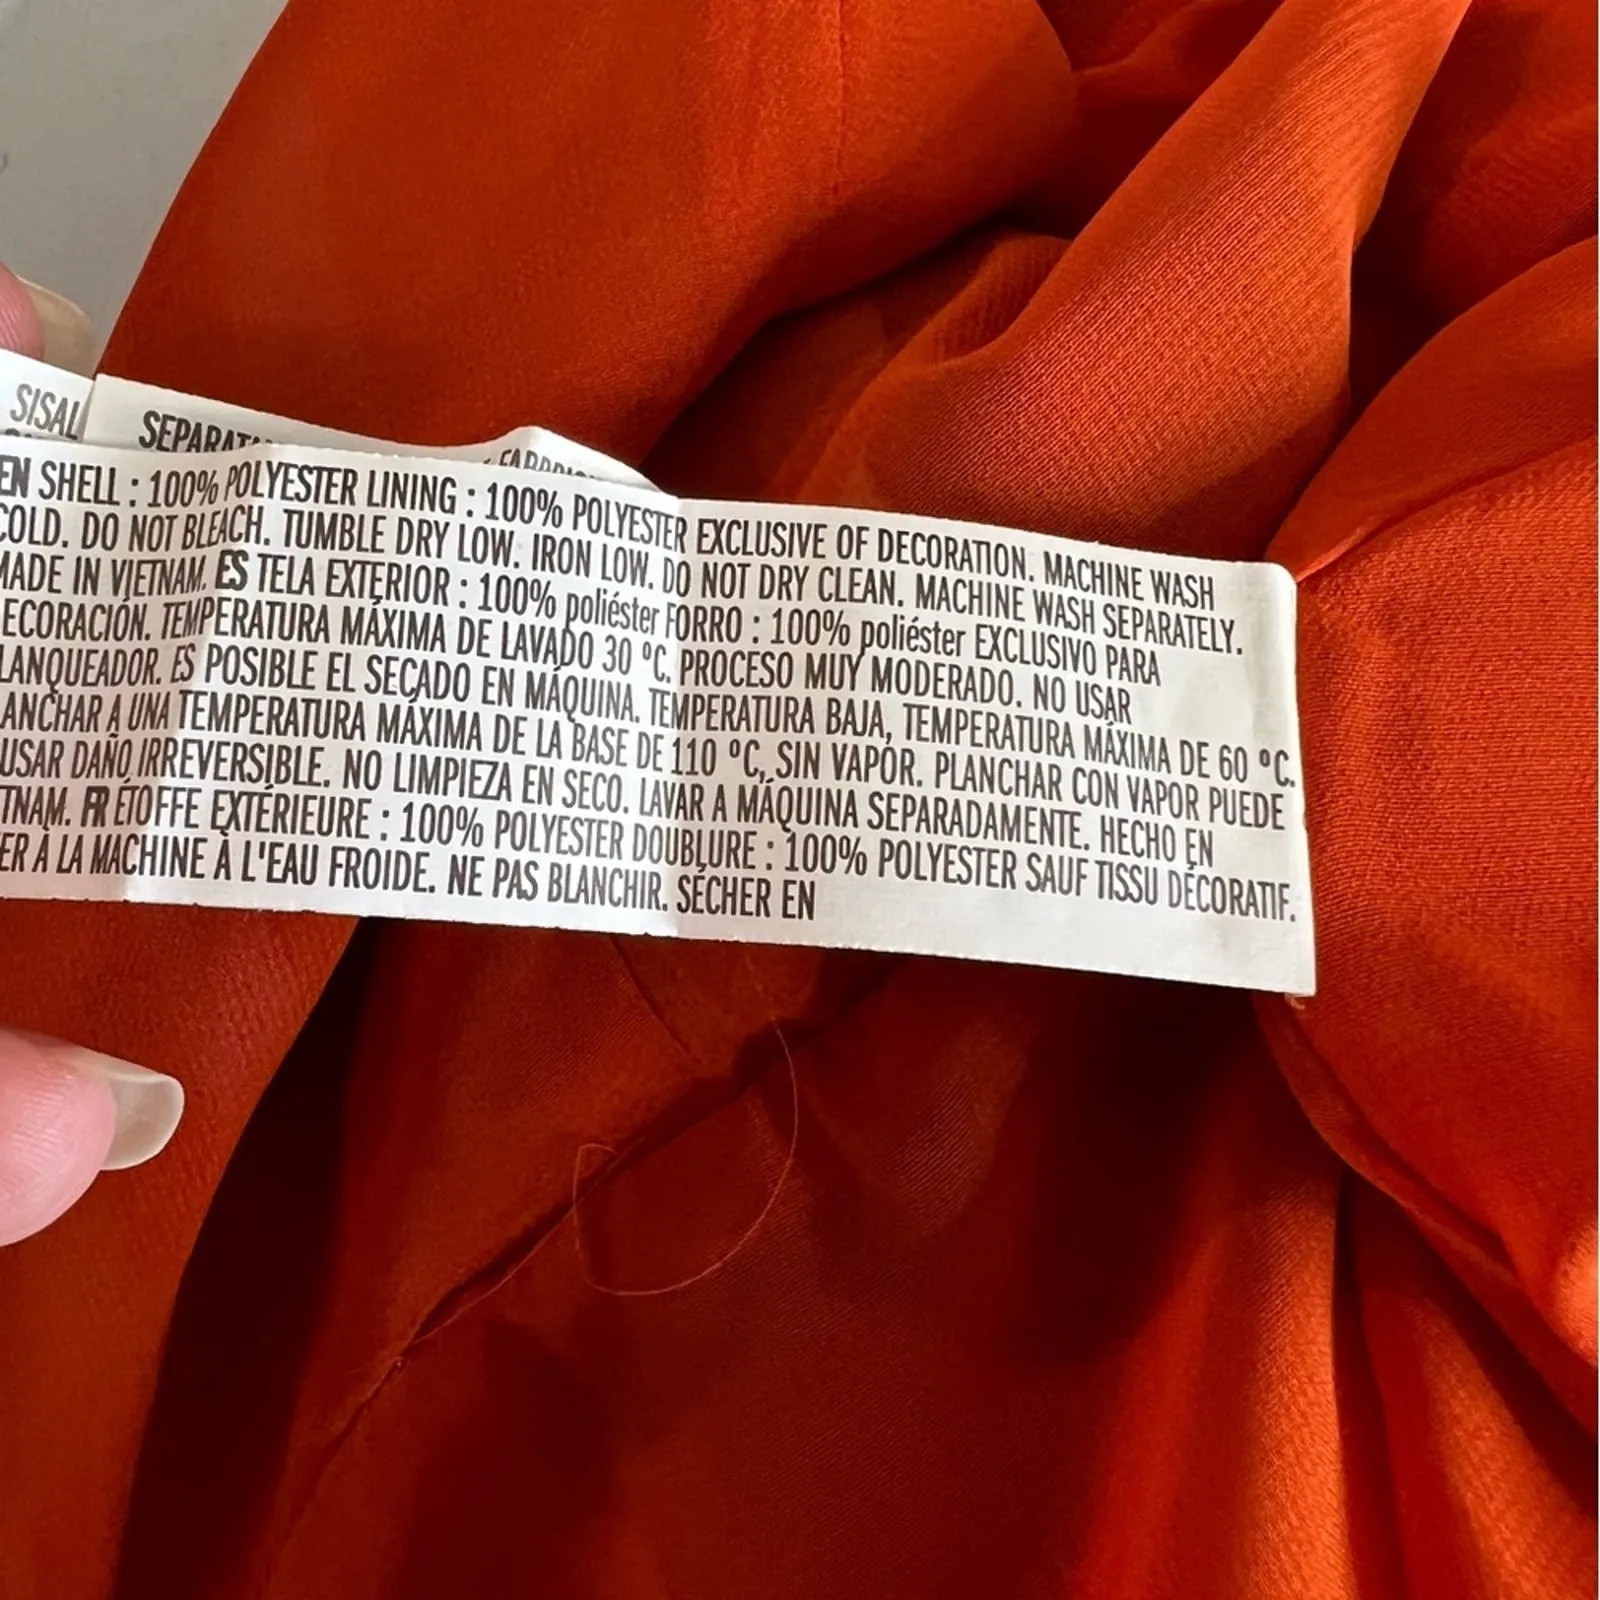 SISAL
SEPARAT
EN SHELL : 100% POLYESTER LINING : 100% POLYESTER EXCLUSIVE OF DECORATION. MACHINE WASH
COLD. DO NOT BLEACH. TUMBLE DRY LOW. IRON LOW. DO NOT DRY CLEAN. MACHINE WASH SEPARATELY.
MADE IN VIETNAM. ES TELA EXTERIOR : 100% poliéster FORRO : 100% poliéster EXCLUSIVO PARA
ECORACIÓN. TEMPERATURA MÁXIMA DE LAVADO 30 ºC. PROCESO MUY MODERADO. NO USAR
LANQUEADOR. ES POSIBLE EL SECADO EN MÁQUINA. TEMPERATURA BAJA, TEMPERATURA MÁXIMA DE 60 ºC.
LANCHAR A UNA TEMPERATURA MÁXIMA DE LA BASE DE 110 ºC, SIN VAPOR. PLANCHAR CON VAPOR PUEDE
USAR DAÑO IRREVERSIBLE. NO LIMPIEZA EN SECO. LAVAR A MÁQUINA SEPARADAMENTE. HECHO EN
TNAM. FR ÉTOFFE EXTÉRIEURE : 100% POLYESTER DOUBLURE : 100% POLYESTER SAUF TISSU DÉCORATIF.
ER À LA MACHINE À L'EAU FROIDE. NE PAS BLANCHIR. SÉCHER EN